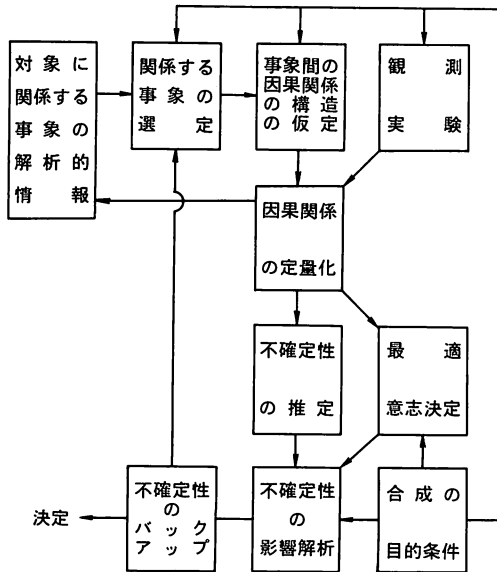 対象に
関係する
事象の
解析的
情報
関係する
事象の
選定
事象間の
因果関係
の構造
の仮定
観測
実験
因果関係
の定量化
不確定性
の推定
最適
意志決定
決定
不確定性
の
バック
アップ
不確定性
の
影響解析
合成の
目的条件